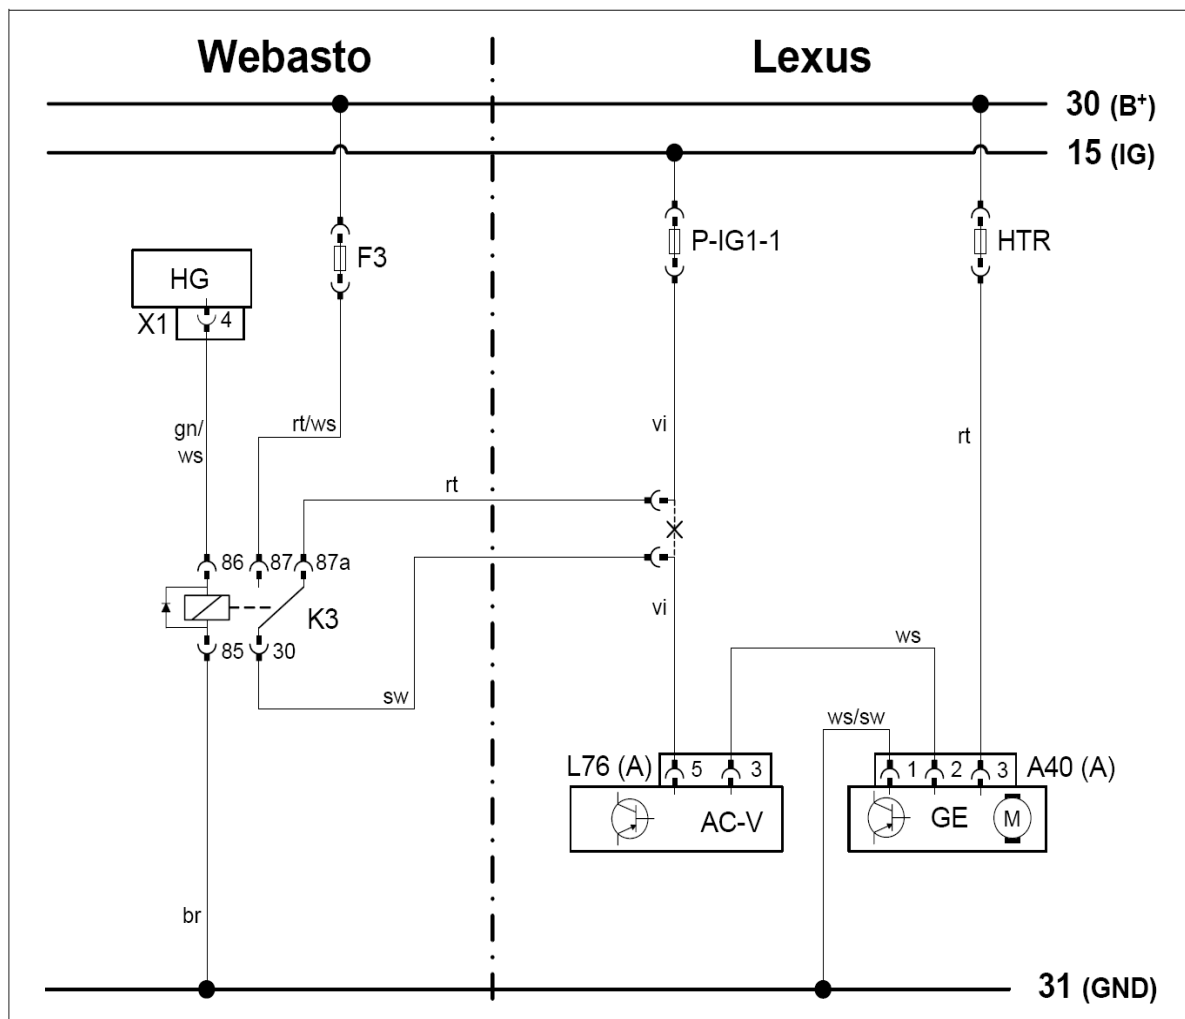 Webasto
Lexus
30 (B+)
15 (IG)
F3
P-IG1-1
HTR
HG
X1
4
gn/
ws
rt/ws
vi
rt
rt
86
87
87a
K3
85
30
vi
sw
ws
ws/sw
L76 (A)
5
3
1
2
3
A40 (A)
AC-V
GE
M
br
31 (GND)